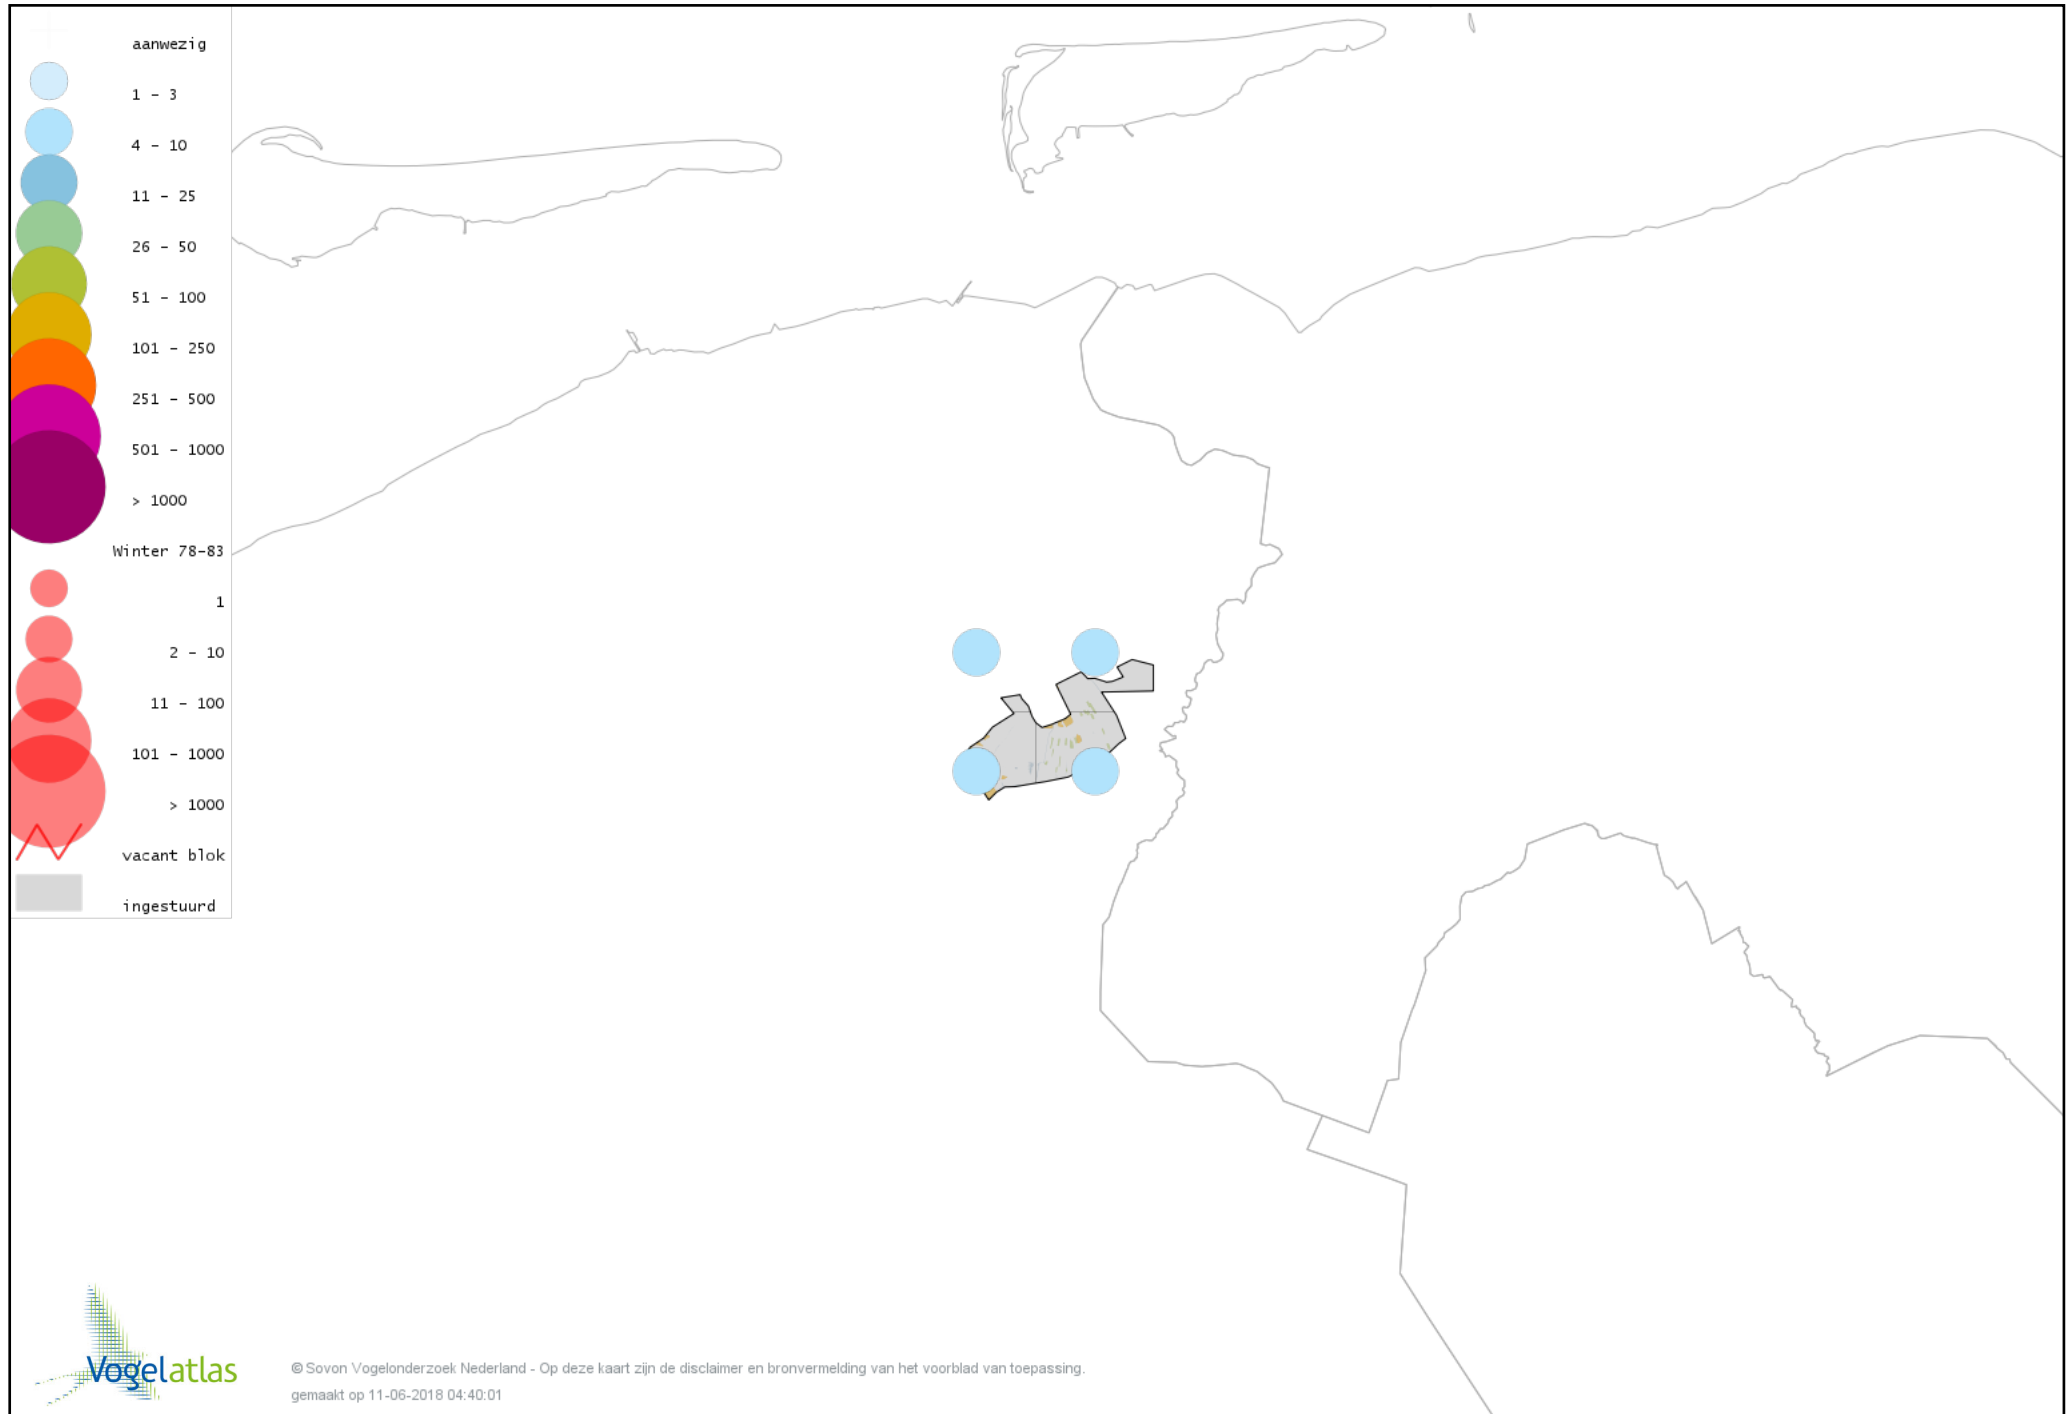 aanwezig
1 - 3
4 - 10
11 - 25
26 - 50
51 - 100
101 - 250
251 - 500
501 - 1000
> 1000
Winter 78-83
1
2 - 10
11 - 100
101 - 1000
> 1000
vacant blok
ingestuurd
Vogelatlas
© Sovon Vogelonderzoek Nederland - Op deze kaart zijn de disclaimer en bronvermelding van het voorblad van toepassing.
gemaakt op 11-06-2018 04:40:01